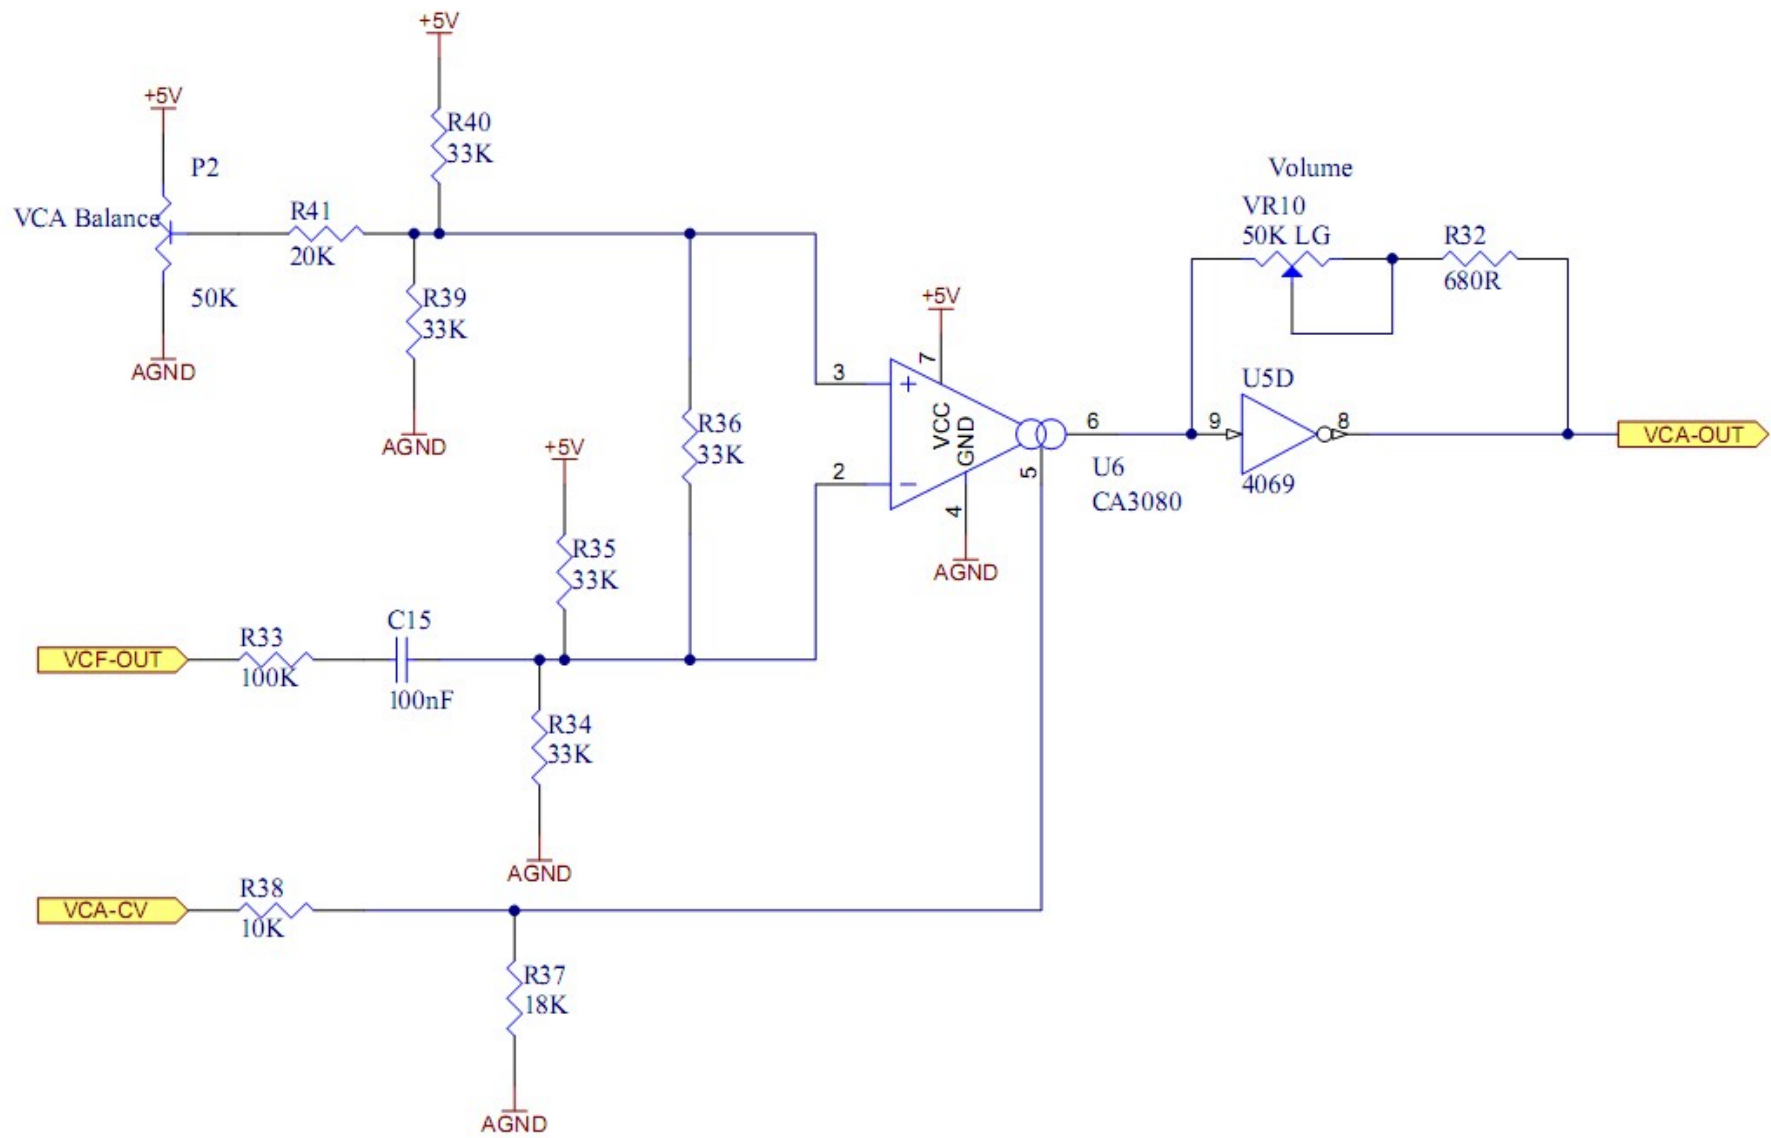 +5V
+5V
R40
33K
P2
VCA Balance
R41
20K
50K
R39
33K
AGND
AGND
Volume
VR10
50K LG
R32
680R
+5V
7
3
+
VCC
GND
R36
33K
U5D
6
9
8
VCA-OUT
4069
U6
CA3080
5
2
−
4
AGND
+5V
R35
33K
C15
100nF
VCF-OUT
R33
100K
R34
33K
AGND
VCA-CV
R38
10K
R37
18K
AGND